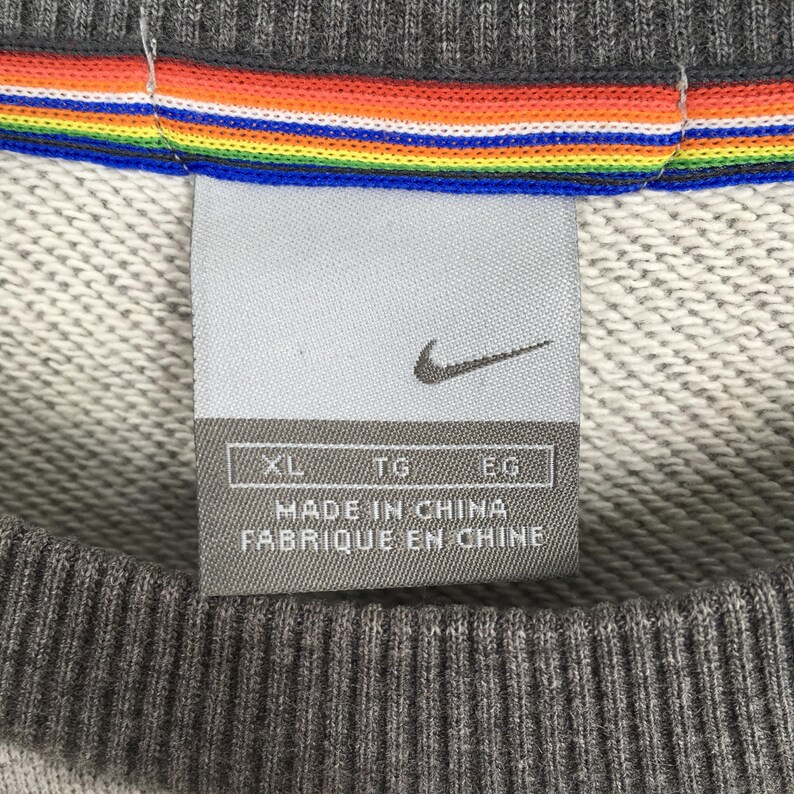 XL TG EG
MADE IN CHINA
FABRIQUE EN CHINE